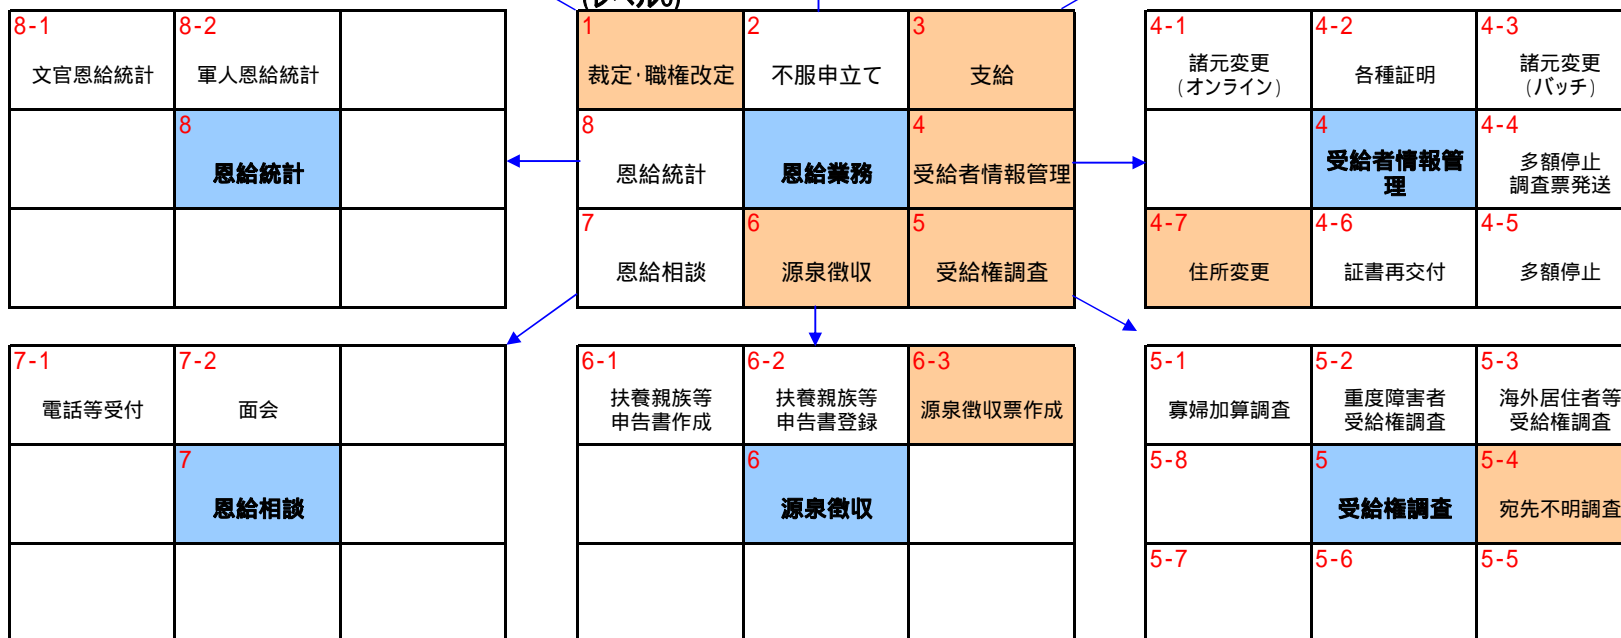 (レベル0)
8-1
文官恩給統計
8-2
軍人恩給統計
8
恩給統計
1
裁定・職権改定
2
不服申立て
3
支給
8
恩給統計
恩給業務
4
受給者情報管理
7
恩給相談
6
源泉徴収
5
受給権調査
4-1
諸元変更
(オンライン)
4-2
各種証明
4-3
諸元変更
(バッチ)
4
受給者情報管
理
4-4
多額停止
調査票発送
4-7
住所変更
4-6
証書再交付
4-5
多額停止
7-1
電話等受付
7-2
面会
7
恩給相談
6-1
扶養親族等
申告書作成
6-2
扶養親族等
申告書登録
6-3
源泉徴収票作成
6
源泉徴収
5-1
寡婦加算調査
5-2
重度障害者
受給権調査
5-3
海外居住者等
受給権調査
5-8
5
受給権調査
5-4
宛先不明調査
5-7
5-6
5-5